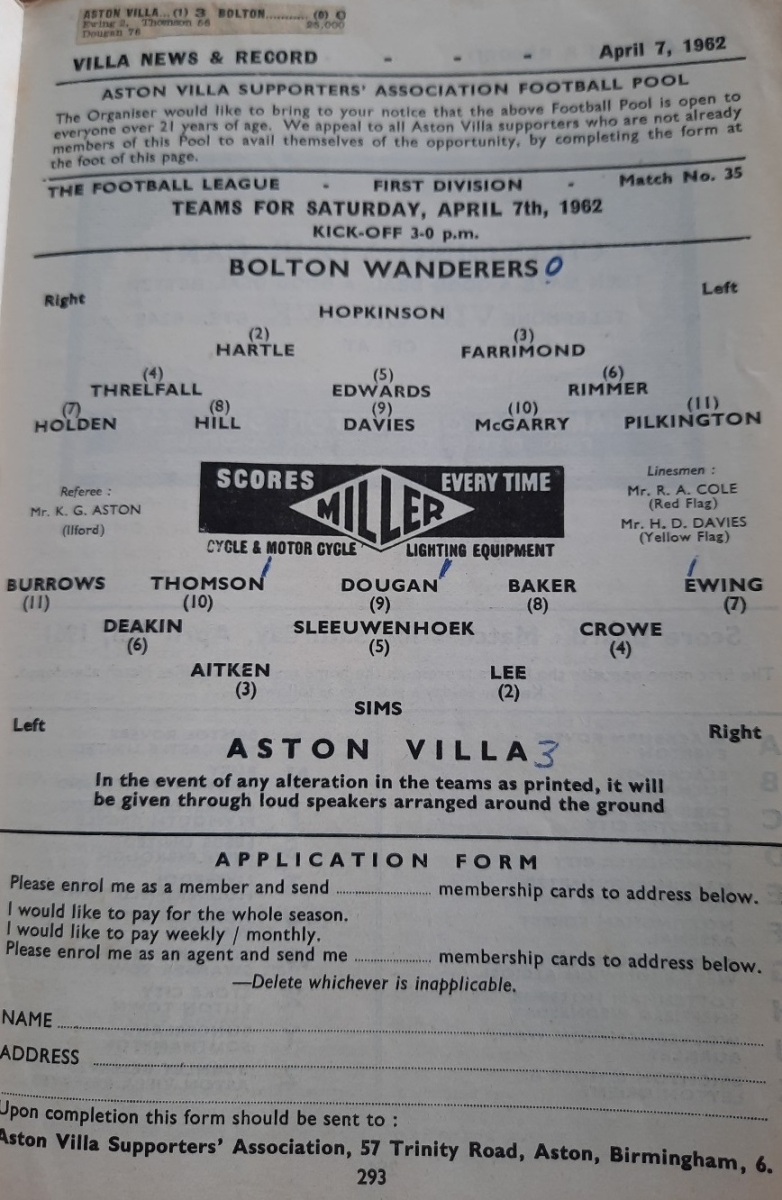 ASTON VILLA...(1) 3 BOLTON............(0) 0
Ewing 2, Thomson 56 25,000
Dougan 76
VILLA NEWS & RECORD - - - April 7, 1962
ASTON VILLA SUPPORTERS' ASSOCIATION FOOTBALL POOL
The Organiser would like to bring to your notice that the above Football Pool is open to
everyone over 21 years of age. We appeal to all Aston Villa supporters who are not already
members of this Pool to avail themselves of the opportunity, by completing the form at
the foot of this page.
THE FOOTBALL LEAGUE - FIRST DIVISION - Match No. 35
TEAMS FOR SATURDAY, APRIL 7th, 1962
KICK-OFF 3-0 p.m.
BOLTON WANDERERS 0
Right Left
HOPKINSON
(2) (3)
HARTLE FARRIMOND
(4) (5) (6)
THRELFALL EDWARDS RIMMER
(7) (8) (9) (10) (11)
HOLDEN HILL DAVIES McGARRY PILKINGTON
Referee :
Mr. K. G. ASTON
(Ilford)
SCORES EVERY TIME
MILLER
CYCLE & MOTOR CYCLE LIGHTING EQUIPMENT
Linesmen :
Mr. R. A. COLE
(Red Flag)
Mr. H. D. DAVIES
(Yellow Flag)
BURROWS THOMSON DOUGAN BAKER EWING
(11) (10) (9) (8) (7)
DEAKIN SLEEUWENHOEK CROWE
(6) (5) (4)
AITKEN LEE
(3) (2)
SIMS
Left Right
ASTON VILLA 3
In the event of any alteration in the teams as printed, it will
be given through loud speakers arranged around the ground
APPLICATION FORM
Please enrol me as a member and send ........................ membership cards to address below.
I would like to pay for the whole season.
I would like to pay weekly / monthly.
Please enrol me as an agent and send me ................... membership cards to address below.
—Delete whichever is inapplicable.
NAME
ADDRESS
Upon completion this form should be sent to :
Aston Villa Supporters' Association, 57 Trinity Road, Aston, Birmingham, 6.
293